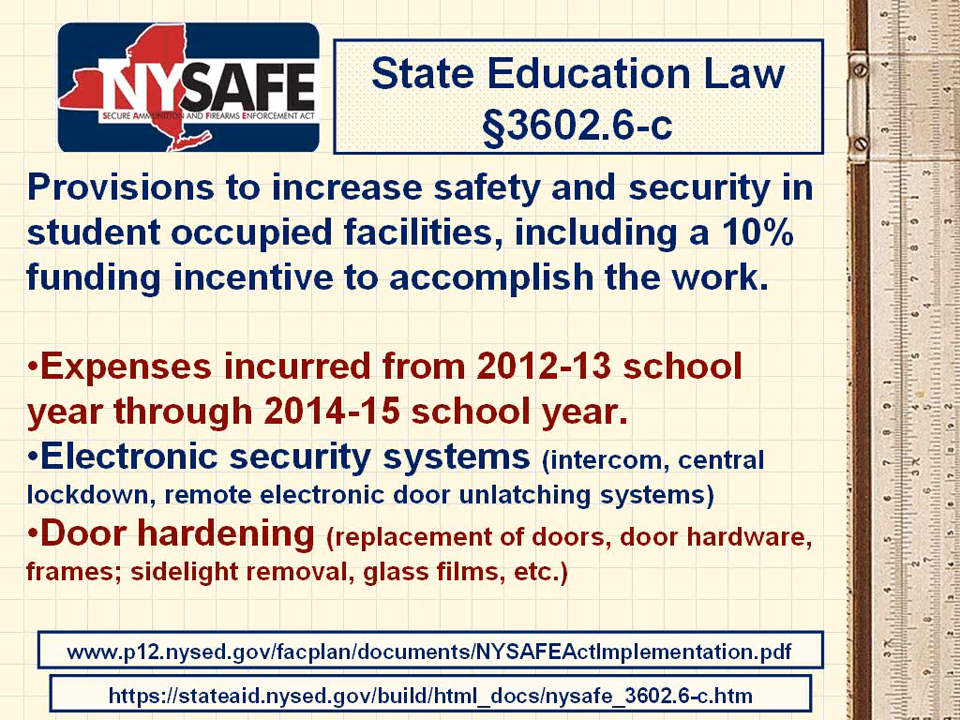 NYSAFE
SECURE AMMUNITION AND FIREARMS ENFORCEMENT ACT
State Education Law
§3602.6-c
Provisions to increase safety and security in
student occupied facilities, including a 10%
funding incentive to accomplish the work.
•Expenses incurred from 2012-13 school
year through 2014-15 school year.
•Electronic security systems (intercom, central
lockdown, remote electronic door unlatching systems)
•Door hardening (replacement of doors, door hardware,
frames; sidelight removal, glass films, etc.)
www.p12.nysed.gov/facplan/documents/NYSAFEActImplementation.pdf
https://stateaid.nysed.gov/build/html_docs/nysafe_3602.6-c.htm